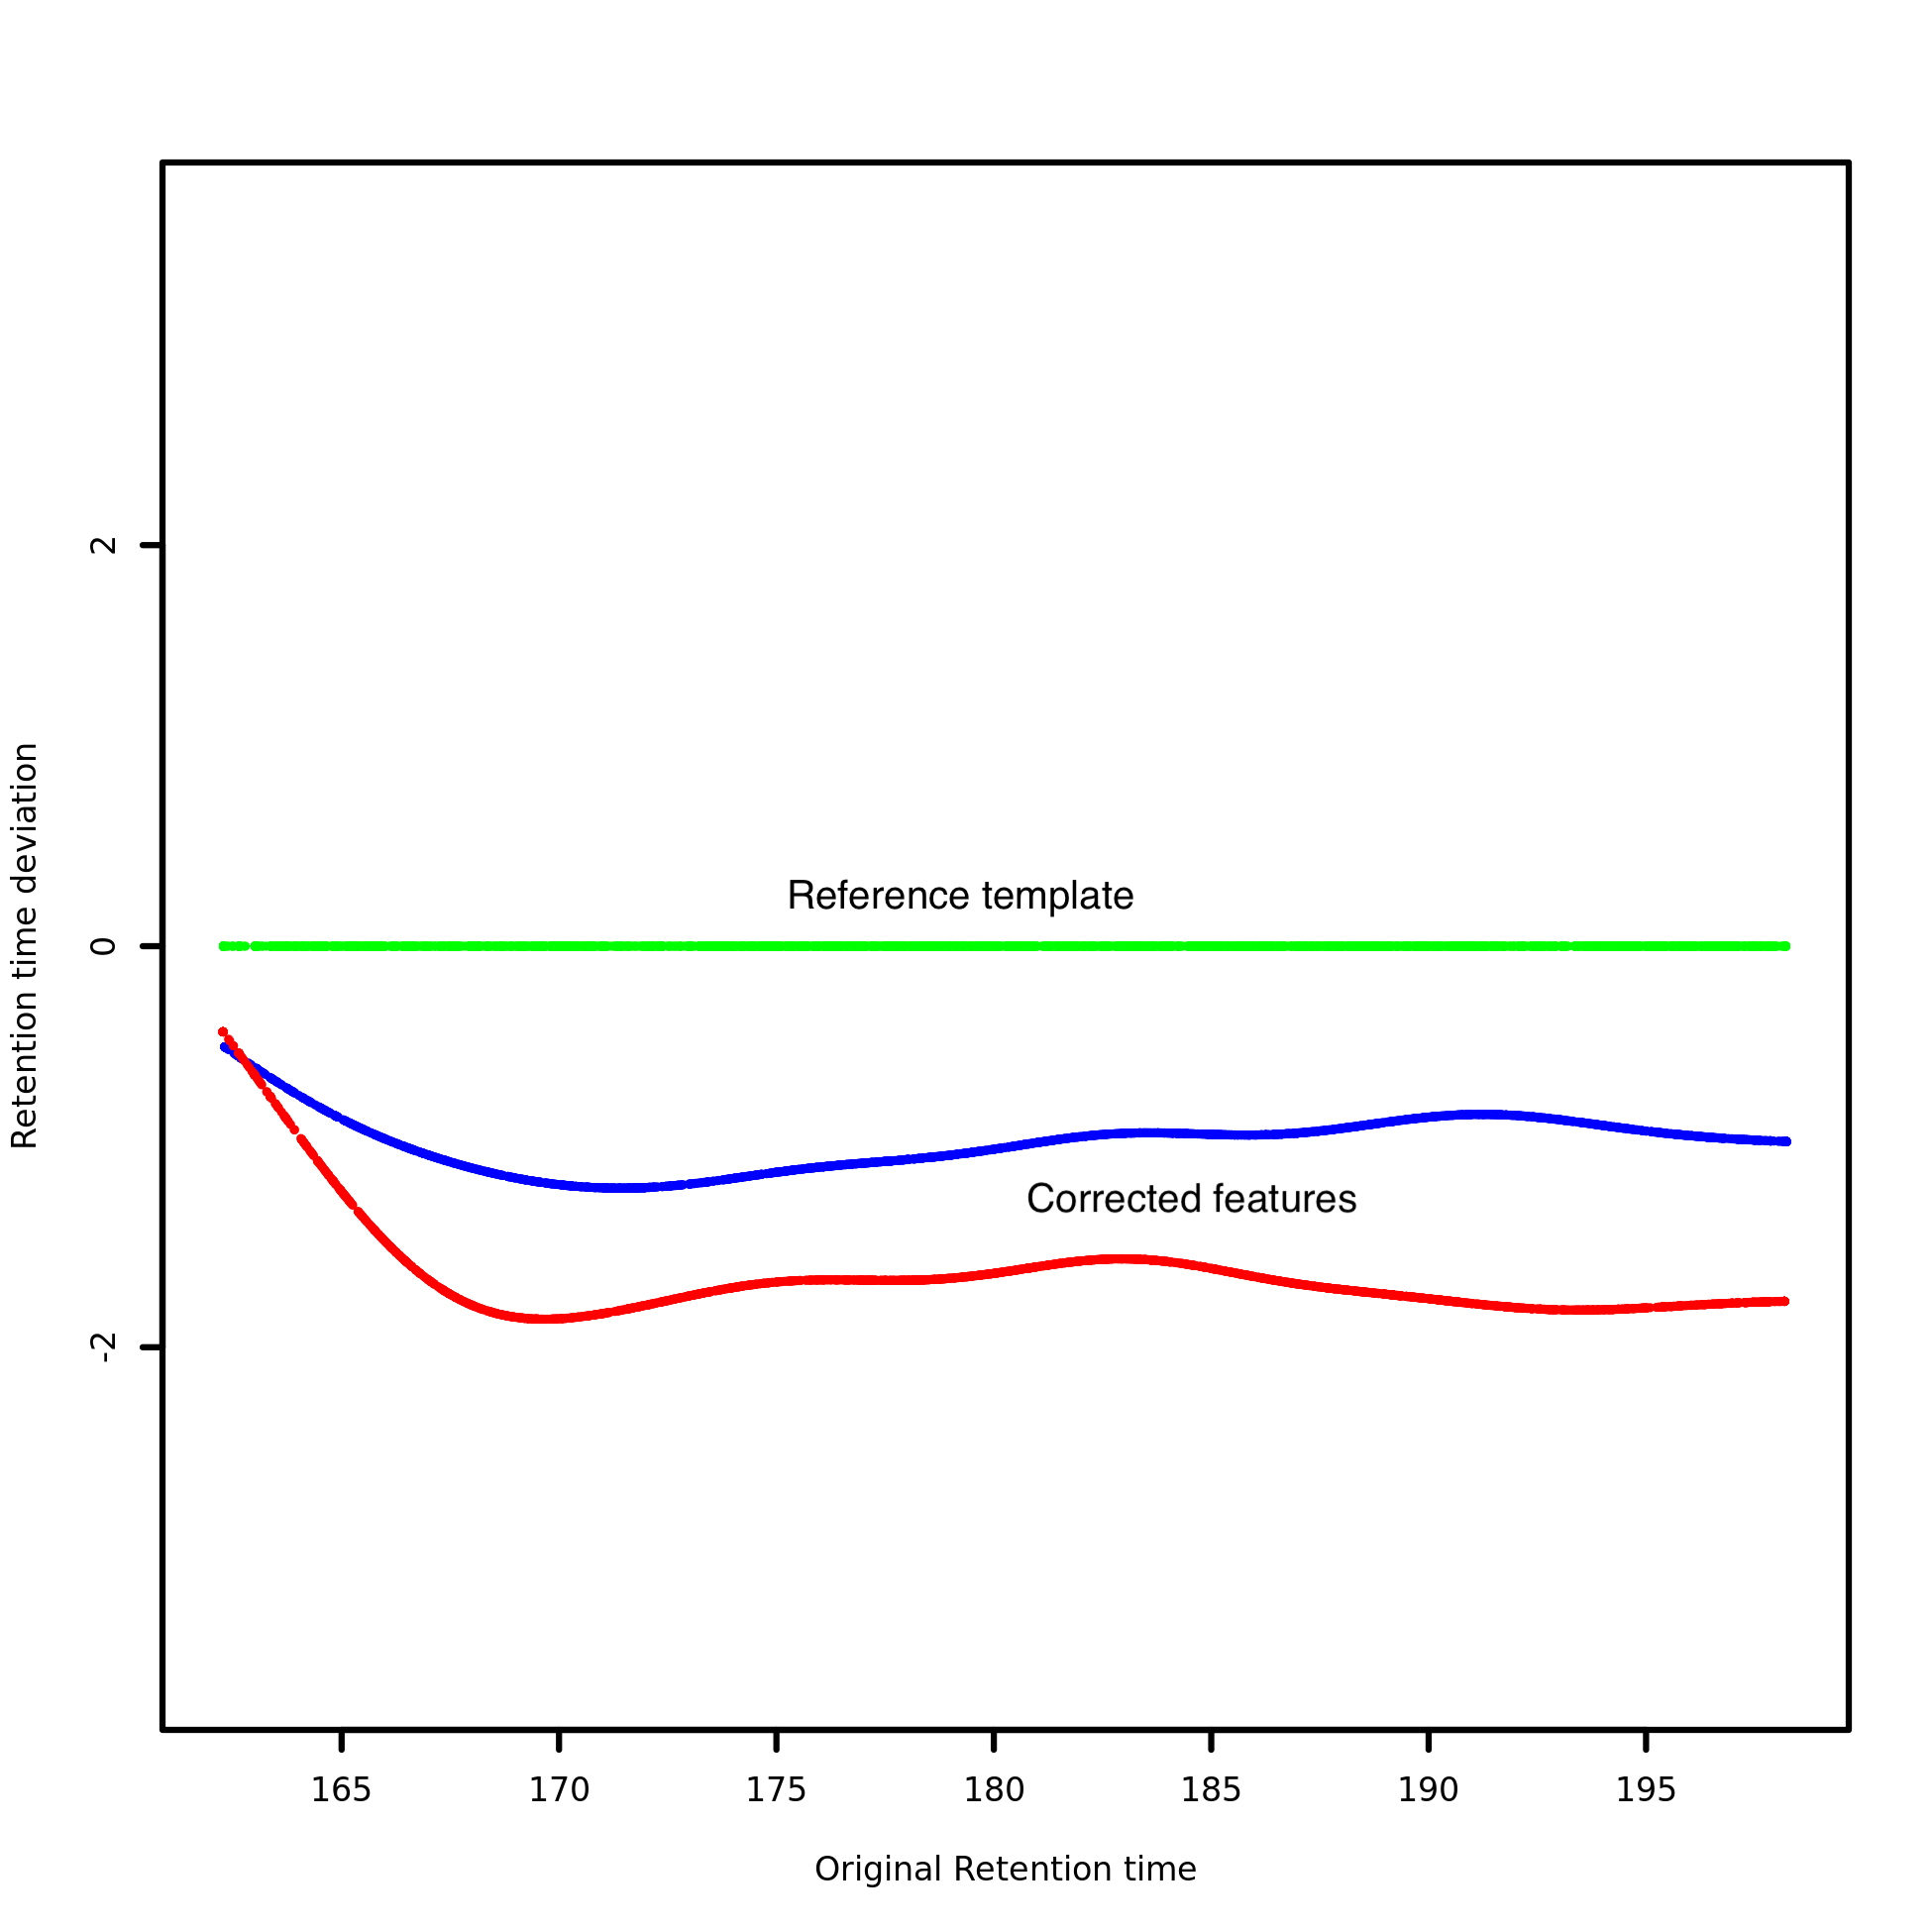 Retention time deviation
2
0
-2
Reference template
Corrected features
165 170 175 180 185 190 195
Original Retention time